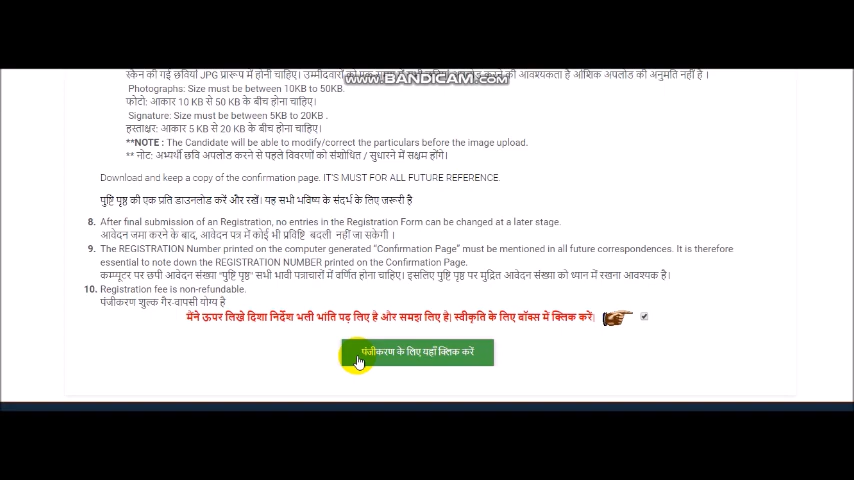 स्कैन की गई छवियाँ JPG प्रारूप में होनी चाहिए। उम्मीदवारों को एक की आवश्यकता है आंशिक अपलोड की अनुमति नहीं है ।
www.BANDICAM.com
Photographs: Size must be between 10KB to 50KB.
फोटो: आकार 10 KB से 50 KB के बीच होना चाहिए।
Signature: Size must be between 5KB to 20KB .
हस्ताक्षर: आकार 5 KB से 20 KB के बीच होना चाहिए।
**NOTE : The Candidate will be able to modify/correct the particulars before the image upload.
** नोट: अभ्यर्थी छवि अपलोड करने से पहले विवरणों को संशोधित / सुधारने में सक्षम होंगे।
Download and keep a copy of the confirmation page. IT'S MUST FOR ALL FUTURE REFERENCE.
पुष्टि पृष्ठ की एक प्रति डाउनलोड करें और रखें। यह सभी भविष्य के संदर्भ के लिए जरूरी है
8. After final submission of an Registration, no entries in the Registration Form can be changed at a later stage.
आवेदन जमा करने के बाद, आवेदन पत्र में कोई भी प्रविष्टि बदली नहीं जा सकेगी ।
9. The REGISTRATION Number printed on the computer generated “Confirmation Page” must be mentioned in all future correspondences. It is therefore
essential to note down the REGISTRATION NUMBER printed on the Confirmation Page.
कम्प्यूटर पर छपी आवेदन संख्या "पुष्टि पृष्ठ" सभी भावी पत्राचारों में वर्णित होना चाहिए। इसलिए पुष्टि पृष्ठ पर मुद्रित आवेदन संख्या को ध्यान में रखना आवश्यक है।
10. Registration fee is non-refundable.
पंजीकरण शुल्क गैर-वापसी योग्य है
मैंने ऊपर लिखे दिशा निर्देश भली भांति पढ़ लिए है और समझ लिए है| स्वीकृति के लिए बॉक्स में क्लिक करें|
पंजीकरण के लिए यहाँ क्लिक करें